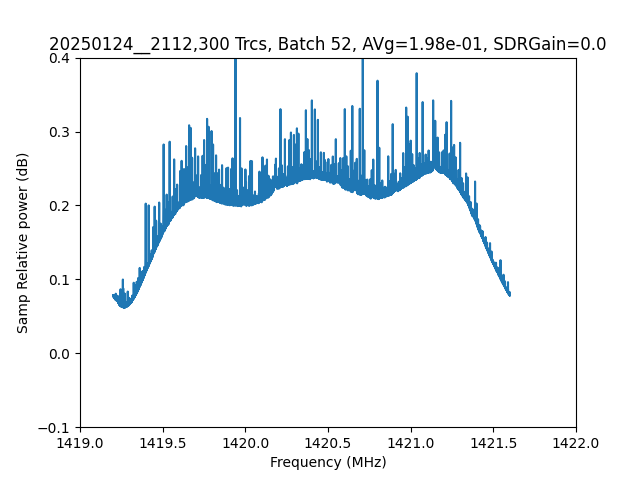 20250124__2112,300 Trcs, Batch 52, AVg=1.98e-01, SDRGain=0.0
0.4
0.3
0.2
0.1
0.0
−0.1
Samp Relative power (dB)
1419.0 1419.5 1420.0 1420.5 1421.0 1421.5 1422.0
Frequency (MHz)